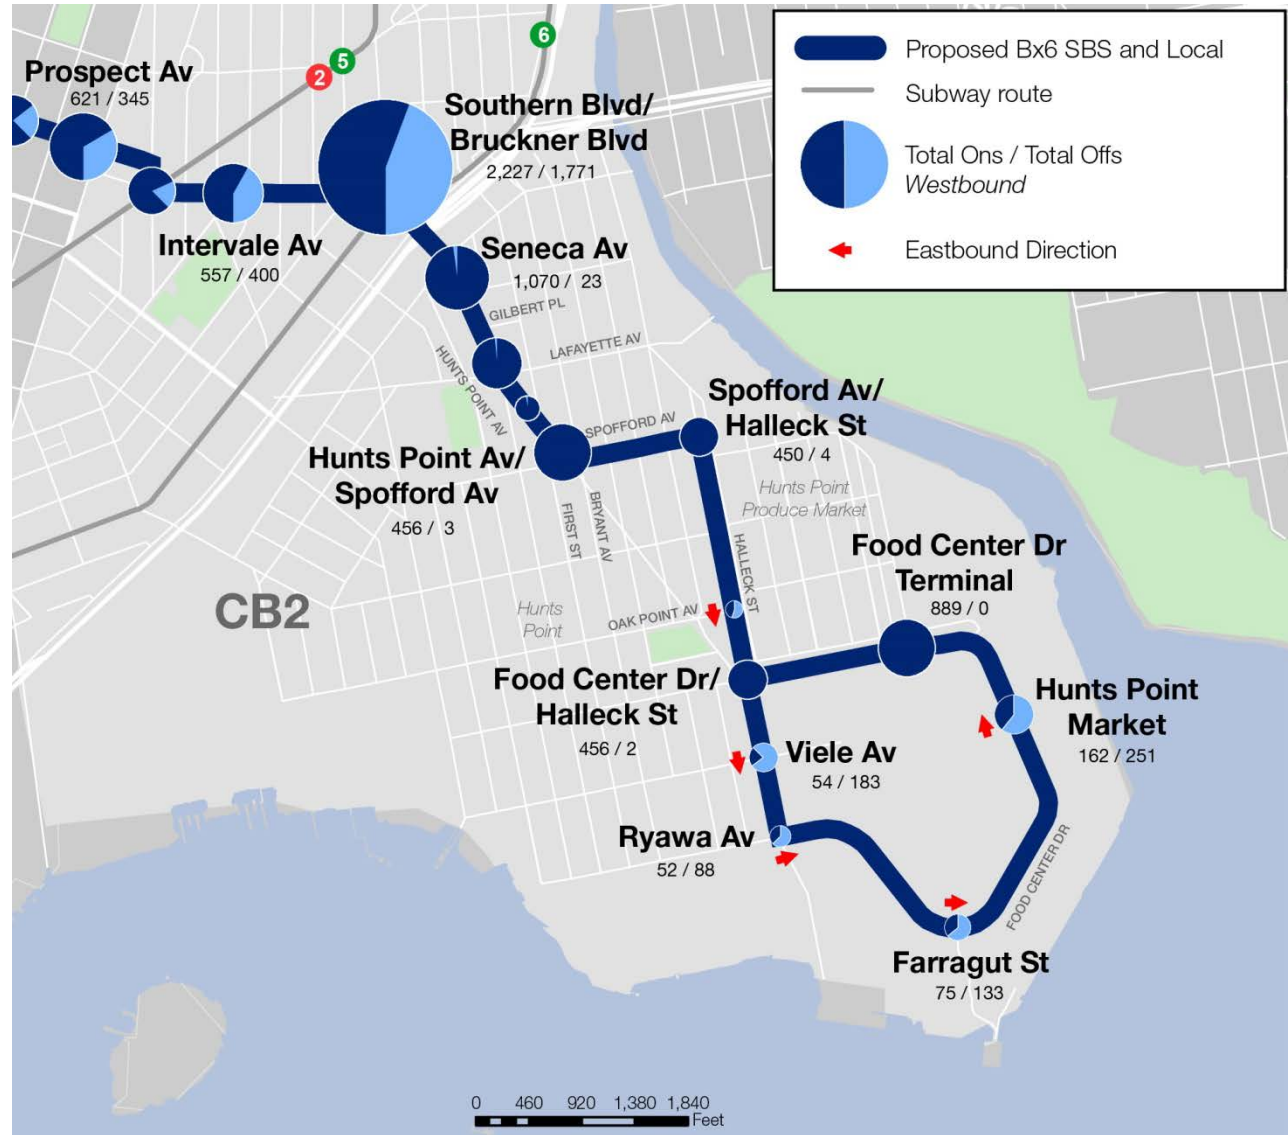 Prospect Av
621 / 345
2
5
6
Southern Blvd/
Bruckner Blvd
2,227 / 1,771
Proposed Bx6 SBS and Local
Subway route
Total Ons / Total Offs
Westbound
Eastbound Direction
Intervale Av
557 / 400
Seneca Av
1,070 / 23
GILBERT PL
LAFAYETTE AV
HUNTS POINT AV
Spofford Av/
Halleck St
450 / 4
SPOFFORD AV
Hunts Point Av/
Spofford Av
456 / 3
Hunts Point
Produce Market
FIRST ST
BRYANT AV
HALLECK ST
Food Center Dr
Terminal
889 / 0
CB2
Hunts
Point
OAK POINT AV
Food Center Dr/
Halleck St
456 / 2
Hunts Point
Market
162 / 251
Viele Av
54 / 183
Ryawa Av
52 / 88
FOOD CENTER DR
Farragut St
75 / 133
0 460 920 1,380 1,840
Feet